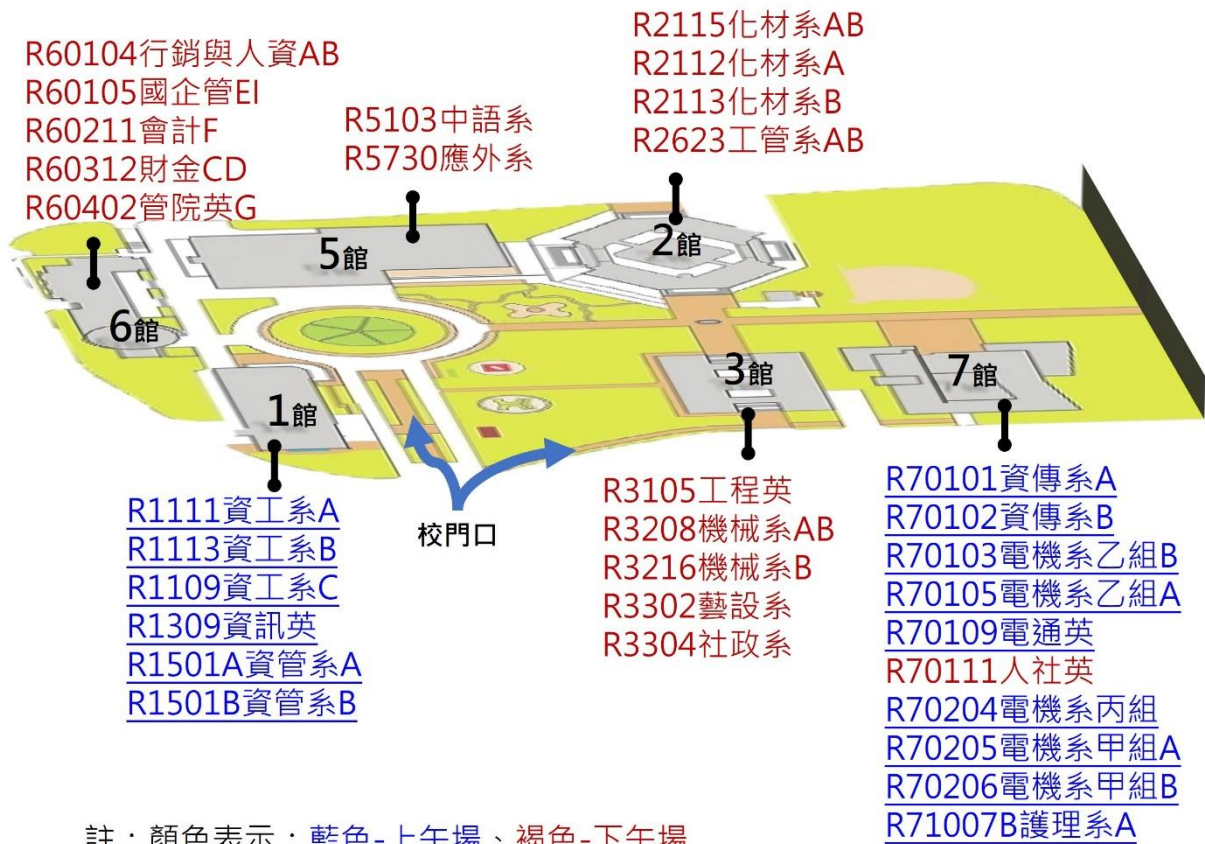 R60104行銷與人資AB
R60105國企管EI
R60211會計F
R60312財金CD
R60402管院英G
R5103中語系
R5730應外系
R2115化材系AB
R2112化材系A
R2113化材系B
R2623工管系AB
5館
2館
6館
3館
7館
1館
校門口
R1111資工系A
R1113資工系B
R1109資工系C
R1309資訊英
R1501A資管系A
R1501B資管系B
R3105工程英
R3208機械系AB
R3216機械系B
R3302藝設系
R3304社政系
R70101資傳系A
R70102資傳系B
R70103電機系乙組B
R70105電機系乙組A
R70109電通英
R70111人社英
R70204電機系丙組
R70205電機系甲組A
R70206電機系甲組B
R71007B護理系A
註：顏色表示：藍色-上午場、褐色-下午場